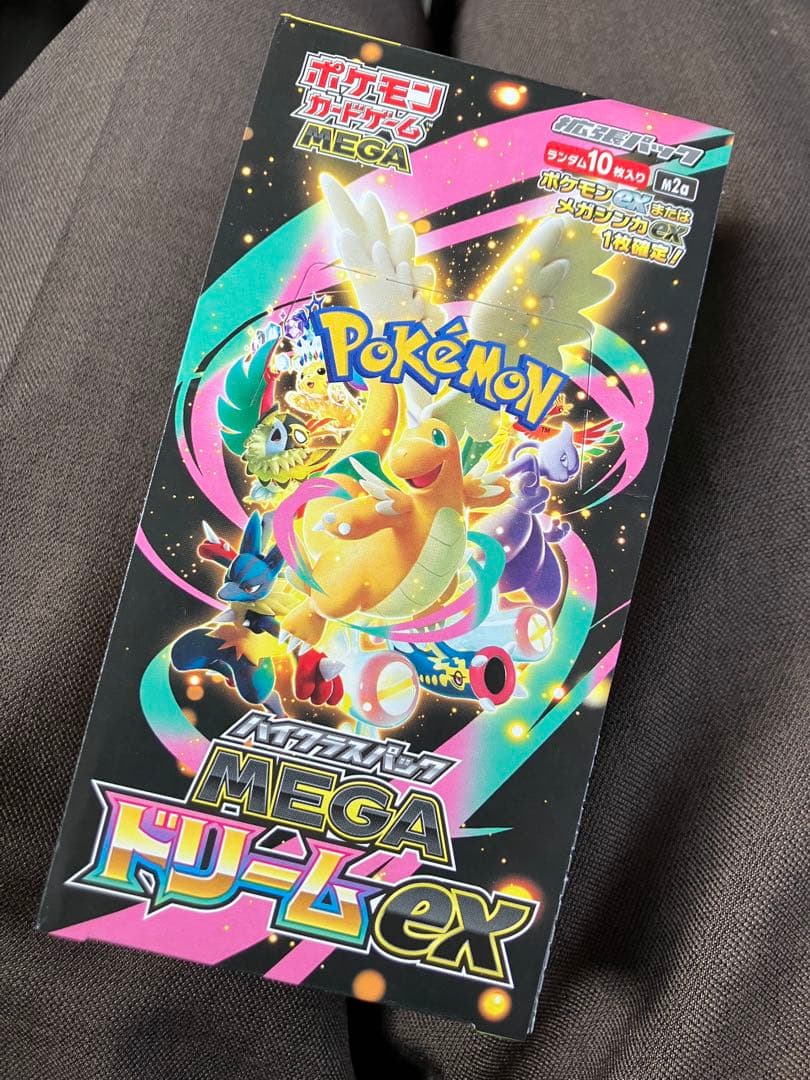 ポケモン
カードゲーム
MEGA
拡張パック
ランダム10枚入り
M2a
ポケモンexまたは
メガシンカex
1枚確定!
POKéMON
TM
ハイクラスパック
MEGA
ドリーム
ex